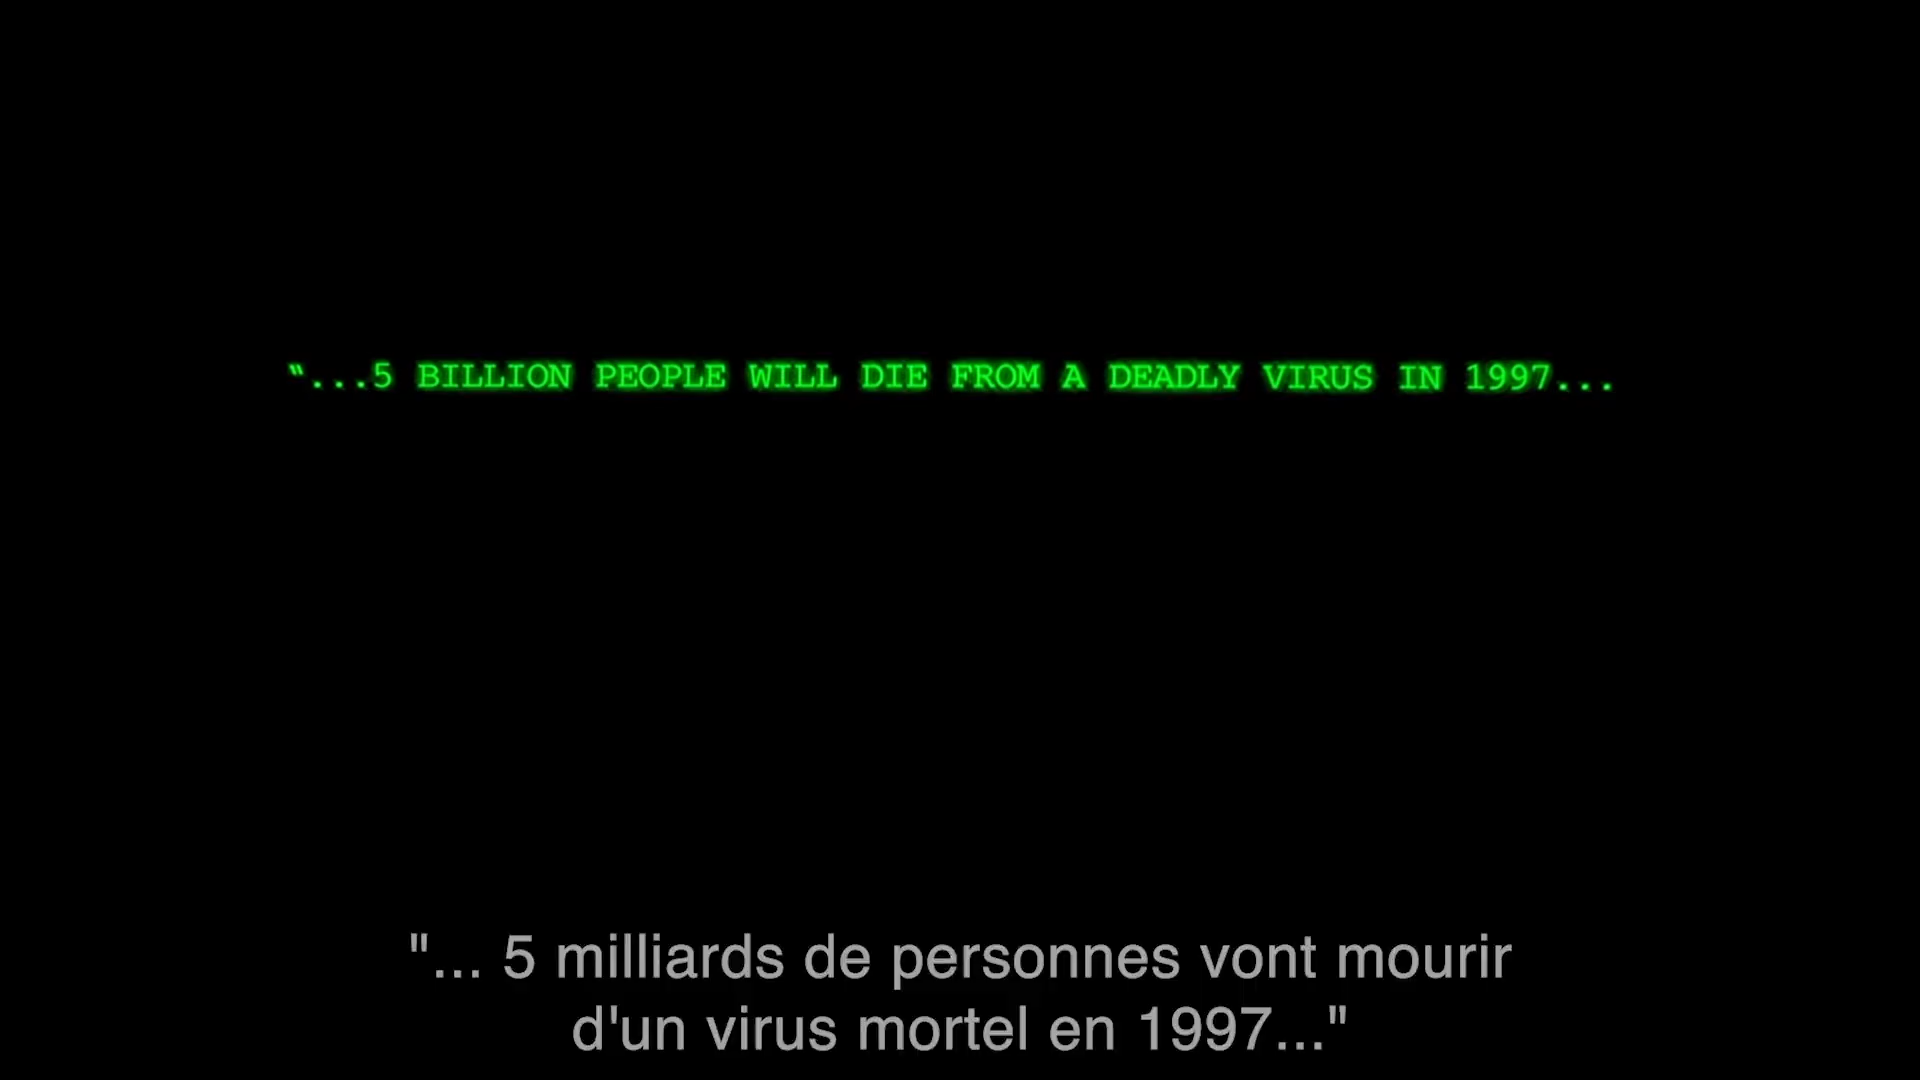 “...5 BILLION PEOPLE WILL DIE FROM A DEADLY VIRUS IN 1997...
"... 5 milliards de personnes vont mourir
d'un virus mortel en 1997..."